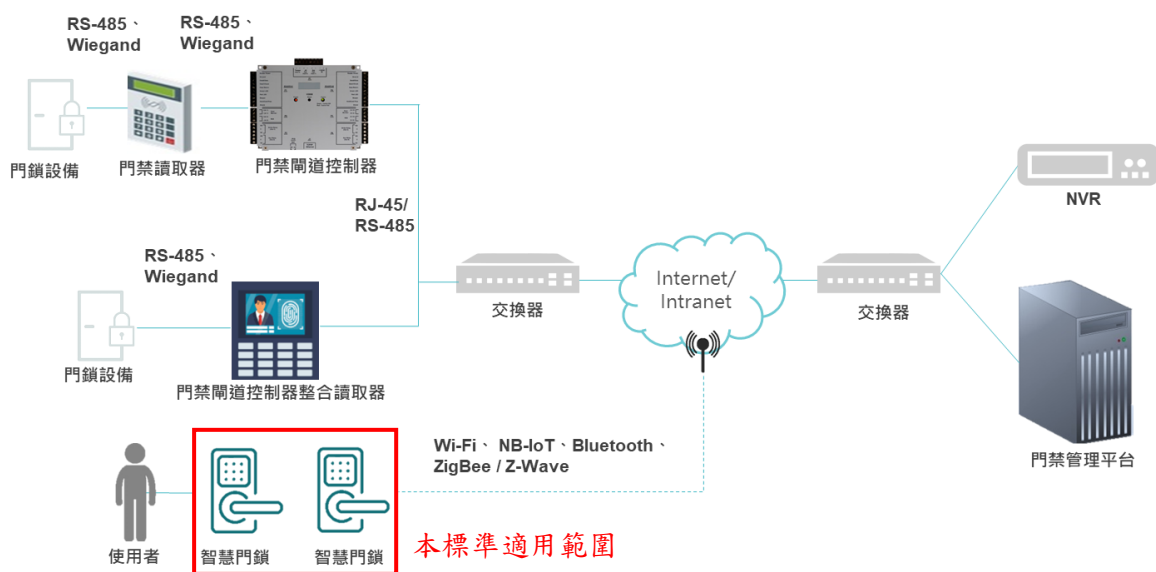 RS-485、
Wiegand
RS-485、
Wiegand
門鎖設備
門禁讀取器
門禁閘道控制器
RJ-45/
RS-485
NVR
RS-485、
Wiegand
Internet/
Intranet
交換器
交換器
門鎖設備
門禁閘道控制器整合讀取器
Wi-Fi、 NB-IoT、Bluetooth、
ZigBee / Z-Wave
門禁管理平台
使用者
智慧門鎖
智慧門鎖
本標準適用範圍